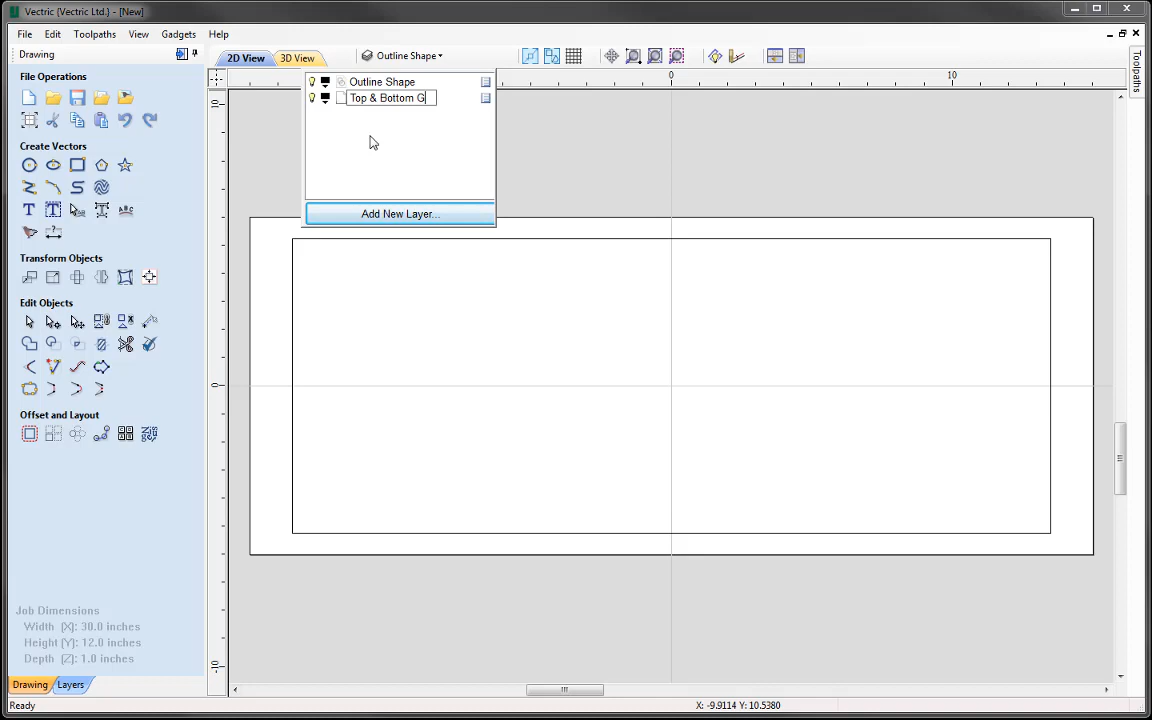 Vectric {Vectric Ltd.} - [New]
File Edit Toolpaths View Gadgets Help
Drawing
2D View 3D View Outline Shape
File Operations
Create Vectors
Transform Objects
Edit Objects
Offset and Layout
Job Dimensions
Width [X]: 30.0 inches
Height [Y]: 12.0 inches
Depth [Z]: 1.0 inches
Drawing Layers
Ready
Outline Shape
Top & Bottom G
Add New Layer...
0 10
10
0
-10
Toolpaths
X: -9.9114 Y: 10.5380